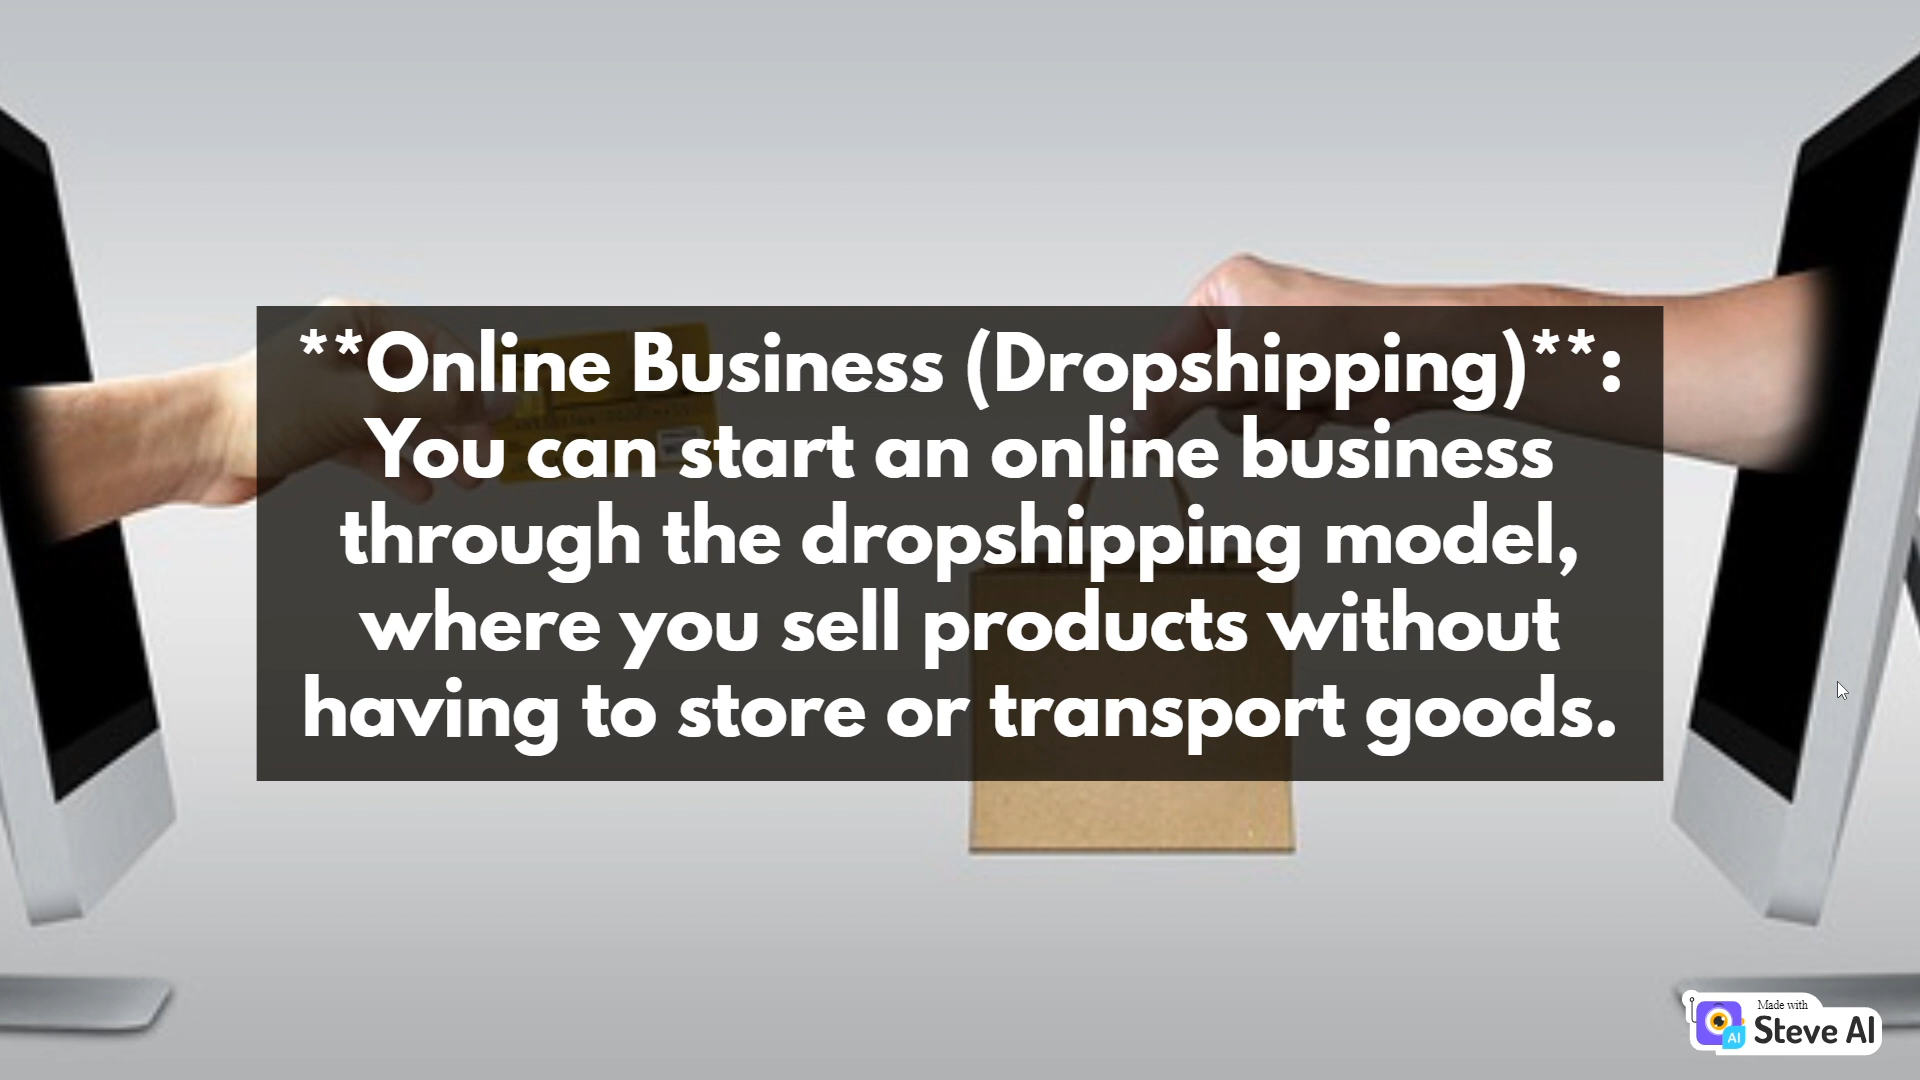 **Online Business (Dropshipping)**:
You can start an online business
through the dropshipping model,
where you sell products without
having to store or transport goods.
Made with
Steve AI
AI